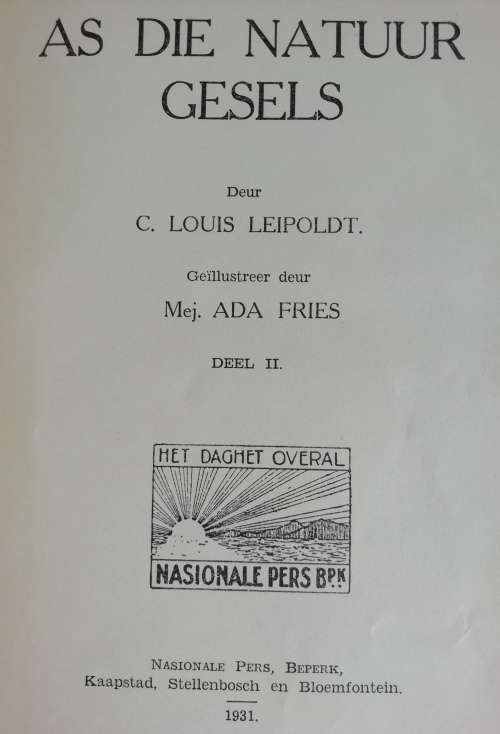 AS DIE NATUUR
GESELS
Deur
C. LOUIS LEIPOLDT.
Geïllustreer deur
Mej. ADA FRIES
DEEL II.
HET DAGHET OVERAL
NASIONALE PERS BPK
NASIONALE PERS, BEPERK,
Kaapstad, Stellenbosch en Bloemfontein.
1931.